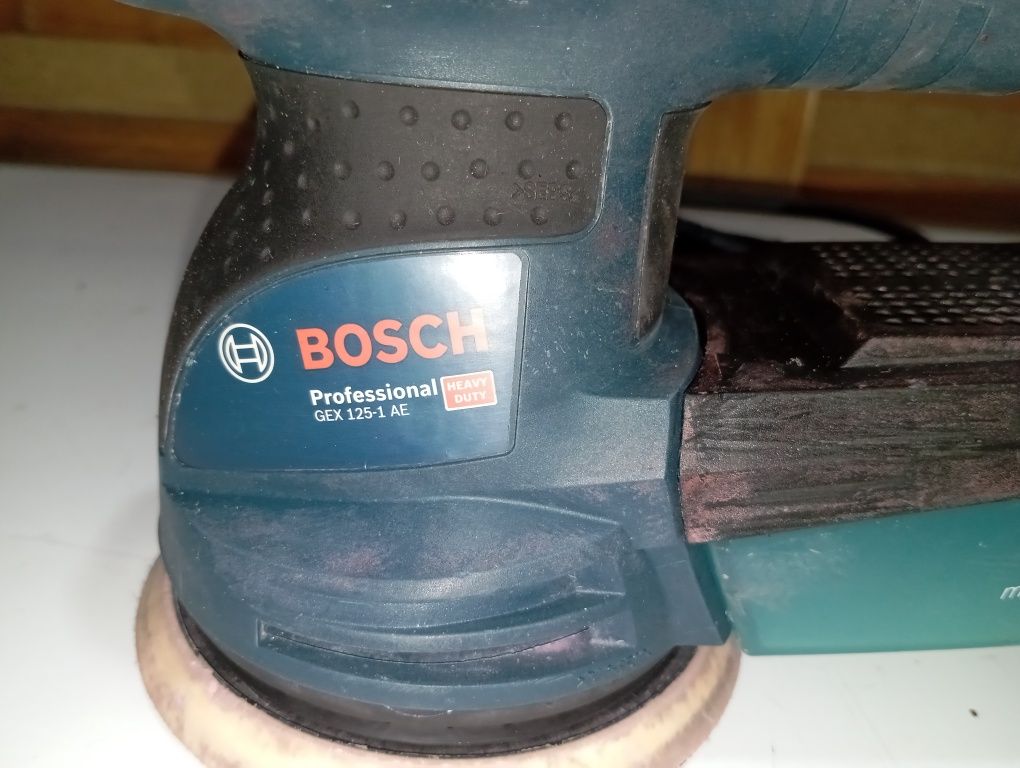 BOSCH
Professional HEAVY DUTY
GEX 125-1 AE